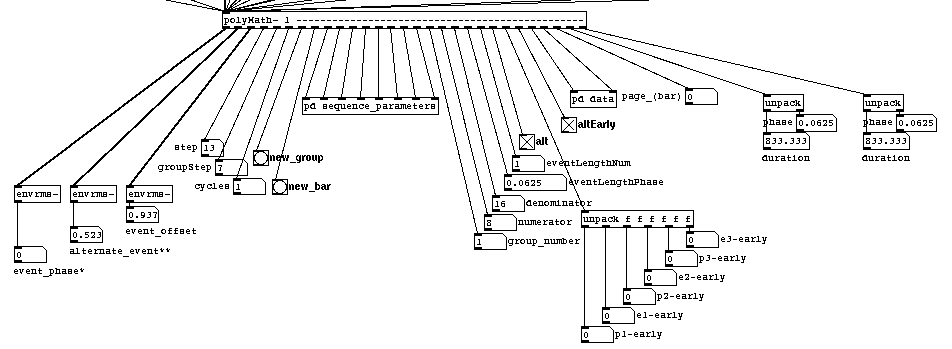 polyMath~ 1 ----------------------------------------------
pd data
page_(bar)
0
unpack
unpack
pd sequence_parameters
phase
0.0625
phase
0.0625
altEarly
833.333
833.333
duration
duration
step
13
alt
new_group
groupStep
7
1
eventLengthNum
cycles
1
new_bar
0.0625
eventLengthPhase
envrms~
envrms~
envrms~
16
denominator
0.937
8
numerator
unpack f f f f f f
event_offset
0.523
1
group_number
0
e3-early
alternate_event**
0
0
p3-early
event_phase*
0
e2-early
0
p2-early
0
e1-early
0
p1-early